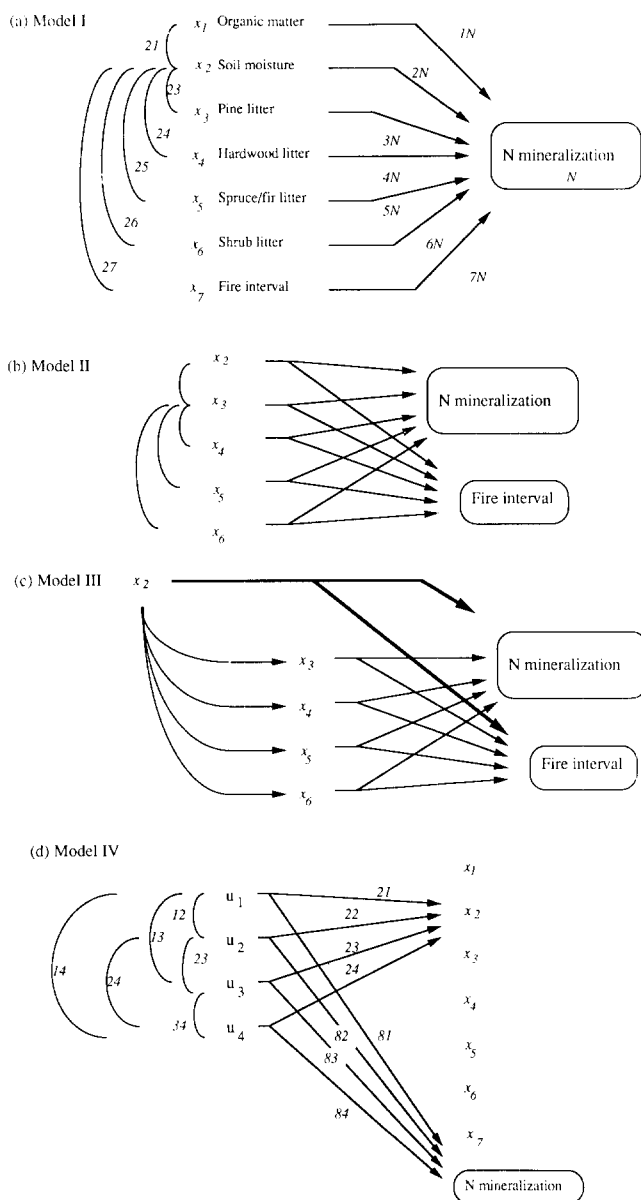 (a) Model I
x1 Organic matter
21
1N
x2 Soil moisture
23
2N
x3 Pine litter
24
3N
x4 Hardwood litter
N mineralization
N
25
4N
x5 Spruce/fir litter
5N
26
x6 Shrub litter
6N
27
x7 Fire interval
7N
(b) Model II
x2
x3
x4
x5
x6
N mineralization
Fire interval
(c) Model III
x2
x3
x4
x5
x6
N mineralization
Fire interval
(d) Model IV
u1
u2
u3
u4
12
13
14
23
24
34
21
22
23
24
81
82
83
84
x1
x2
x3
x4
x5
x6
x7
N mineralization